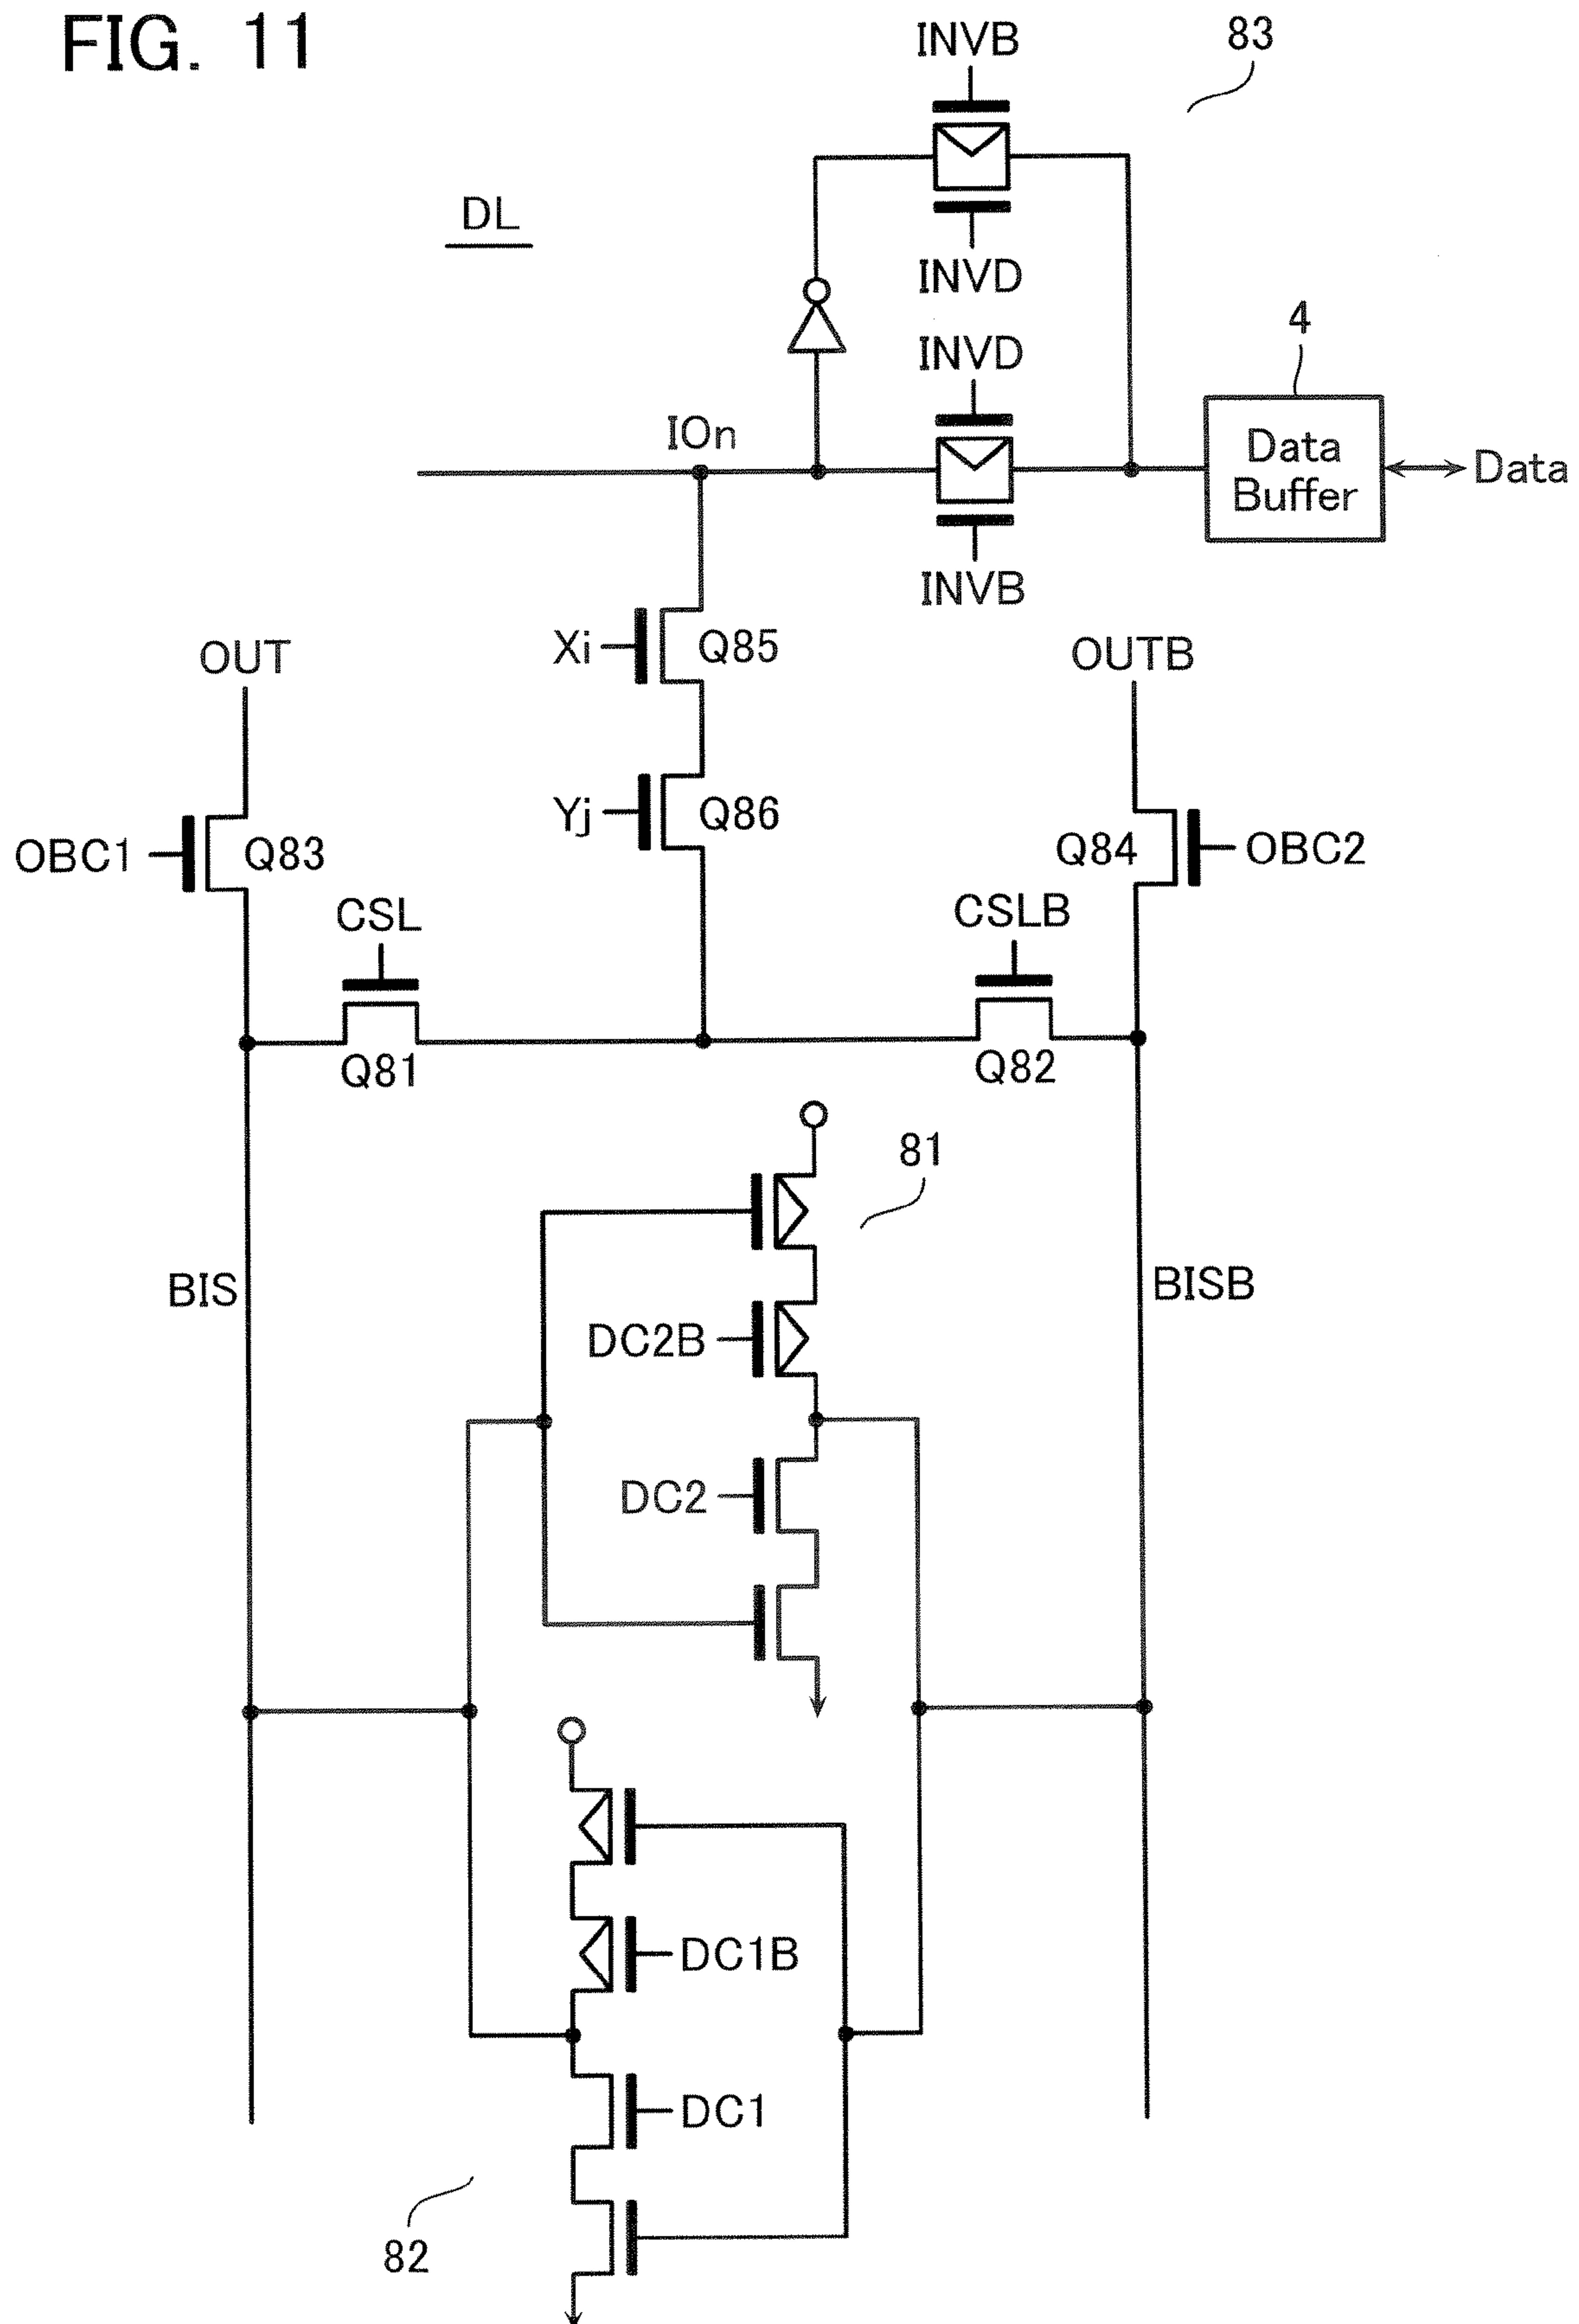 FIG. 11
INVB
83
DL
INVD
INVD
4
IOn
Data
Buffer
Data
INVB
Xi
Q85
OUT
OUTB
Yj
Q86
OBC1
Q83
Q84
OBC2
CSL
CSLB
Q81
Q82
81
BIS
BISB
DC2B
DC2
DC1B
DC1
82